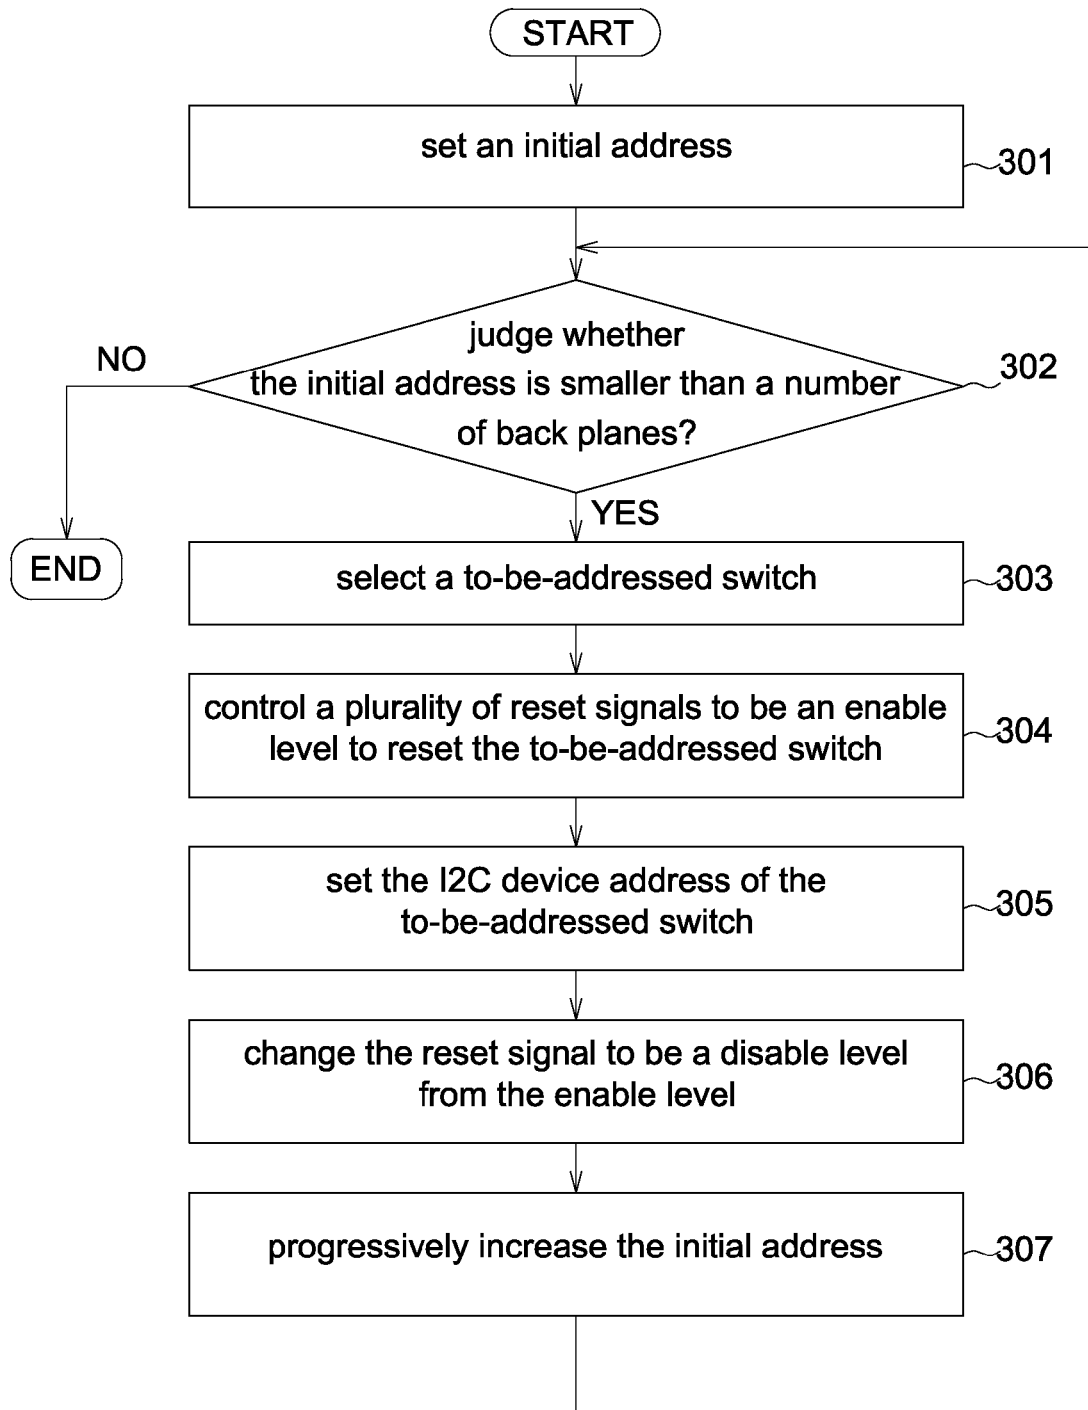 START
set an initial address
301
judge whether
the initial address is smaller than a number
of back planes?
302
NO
YES
END
select a to-be-addressed switch
303
control a plurality of reset signals to be an enable
level to reset the to-be-addressed switch
304
set the I2C device address of the
to-be-addressed switch
305
change the reset signal to be a disable level
from the enable level
306
progressively increase the initial address
307